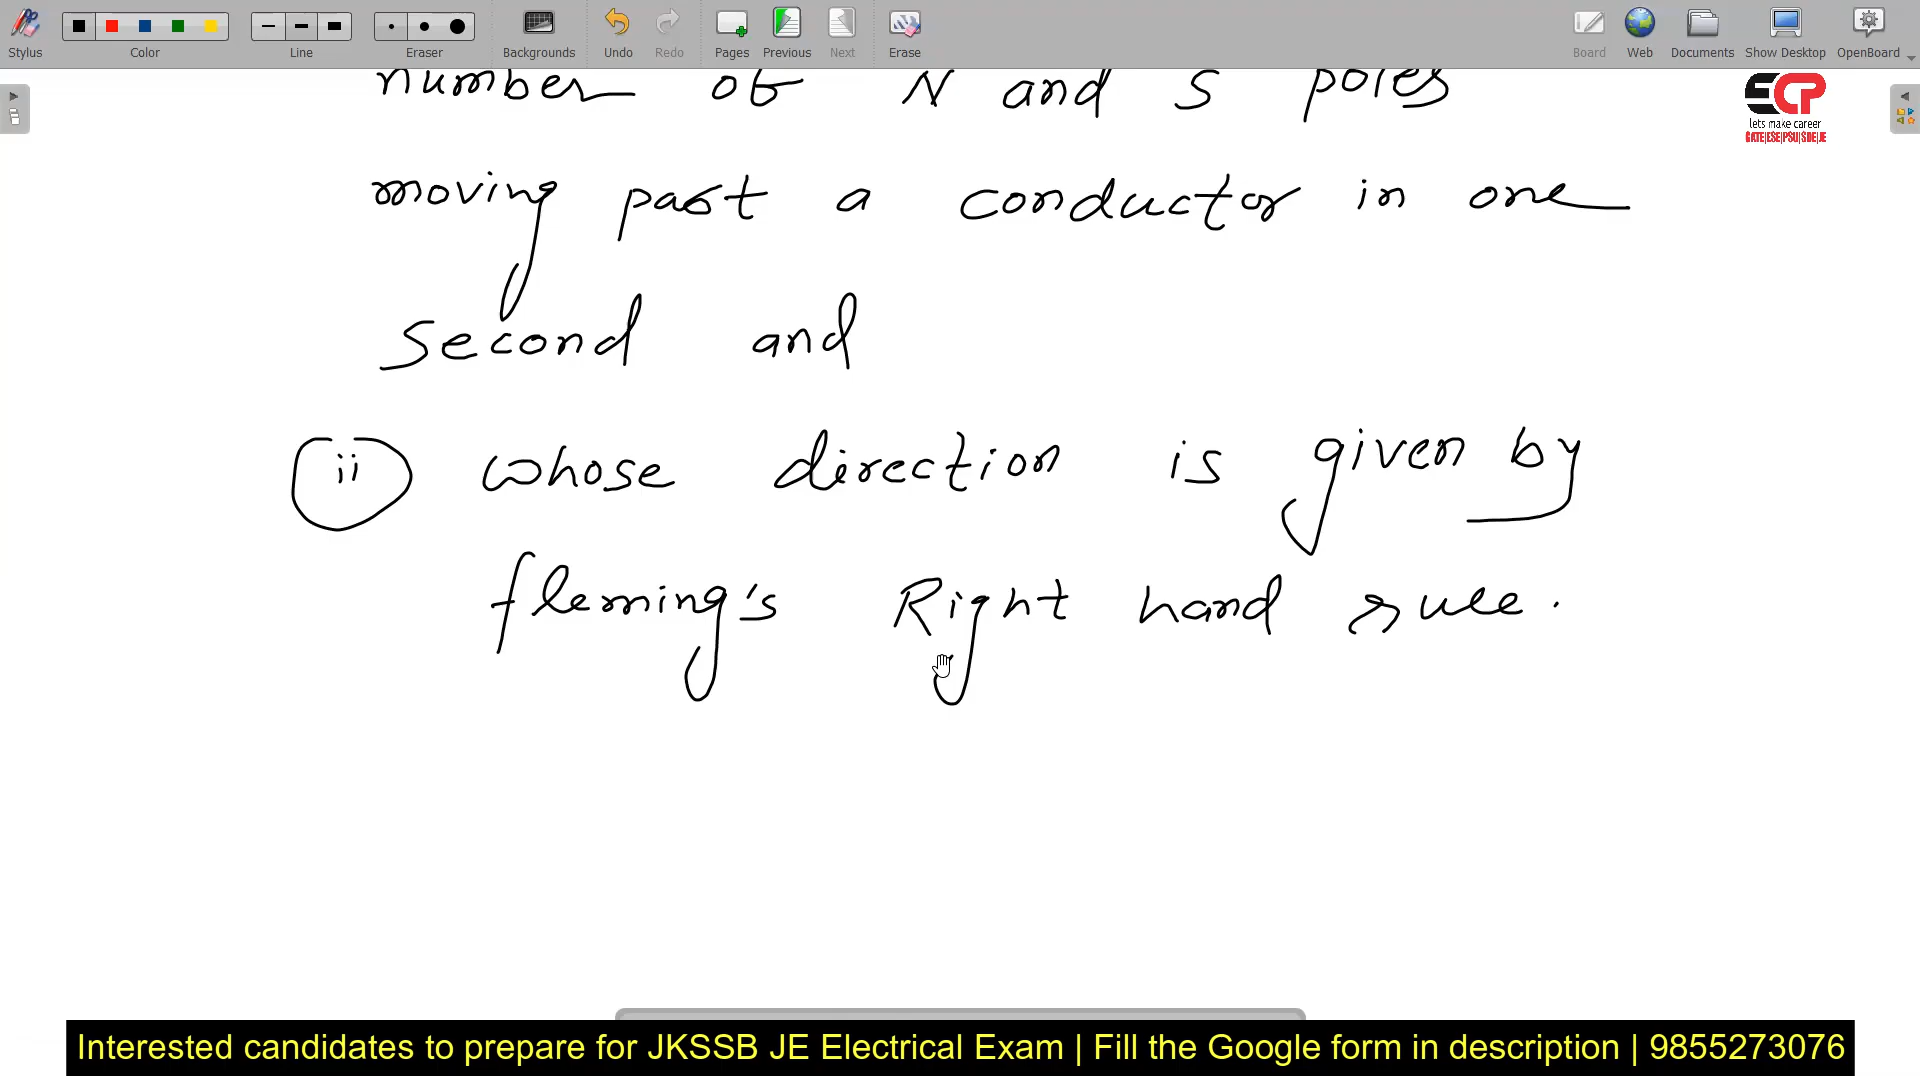 Stylus Color Line Eraser Backgrounds Undo Redo Pages Previous Next Erase Board Web Documents Show Desktop OpenBoard
number of N and S poles
ECP
lets make career
GATE|ESE|PSU|SDE|JE
moving past a conductor in one
second and
ii whose direction is given by
fleming's Right hand rule.
Interested candidates to prepare for JKSSB JE Electrical Exam | Fill the Google form in description | 9855273076